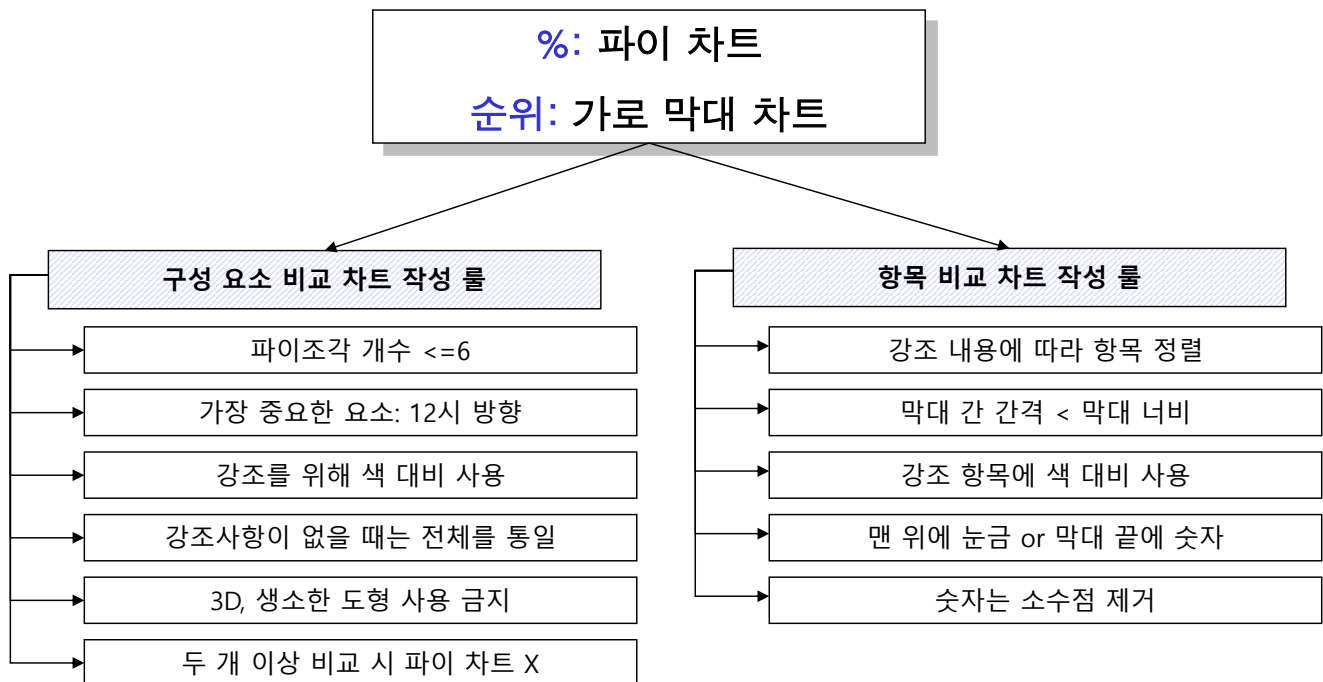 %: 파이 차트
순위: 가로 막대 차트
구성 요소 비교 차트 작성 룰
파이조각 개수 <=6
가장 중요한 요소: 12시 방향
강조를 위해 색 대비 사용
강조사항이 없을 때는 전체를 통일
3D, 생소한 도형 사용 금지
두 개 이상 비교 시 파이 차트 X
항목 비교 차트 작성 룰
강조 내용에 따라 항목 정렬
막대 간 간격 < 막대 너비
강조 항목에 색 대비 사용
맨 위에 눈금 or 막대 끝에 숫자
숫자는 소수점 제거